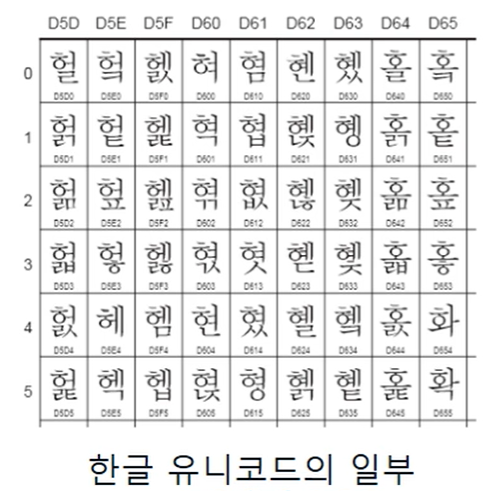 D5D D5E D5F D60 D61 D62 D63 D64 D65
0 헐 헠 헰 혀 혐 혠 혰 홀 홐
D5D0 D5E0 D5F0 D600 D610 D620 D630 D640 D650
1 헑 헡 헱 혁 협 혡 혱 홁 홑
D5D1 D5E1 D5F1 D601 D611 D621 D631 D641 D651
2 헒 헢 헲 혂 혒 혢 혲 홂 홒
D5D2 D5E2 D5F2 D602 D612 D622 D632 D642 D652
3 헓 헣 헳 혃 혓 혣 혳 홃 홓
D5D3 D5E3 D5F3 D603 D613 D623 D633 D643 D653
4 헔 헤 헴 현 혔 혤 혴 홄 화
D5D4 D5E4 D5F4 D604 D614 D624 D634 D644 D654
5 헕 헥 헵 혅 형 혥 혵 홅 확
D5D5 D5E5 D5F5 D605 D615 D625 D635 D645 D655
한글 유니코드의 일부